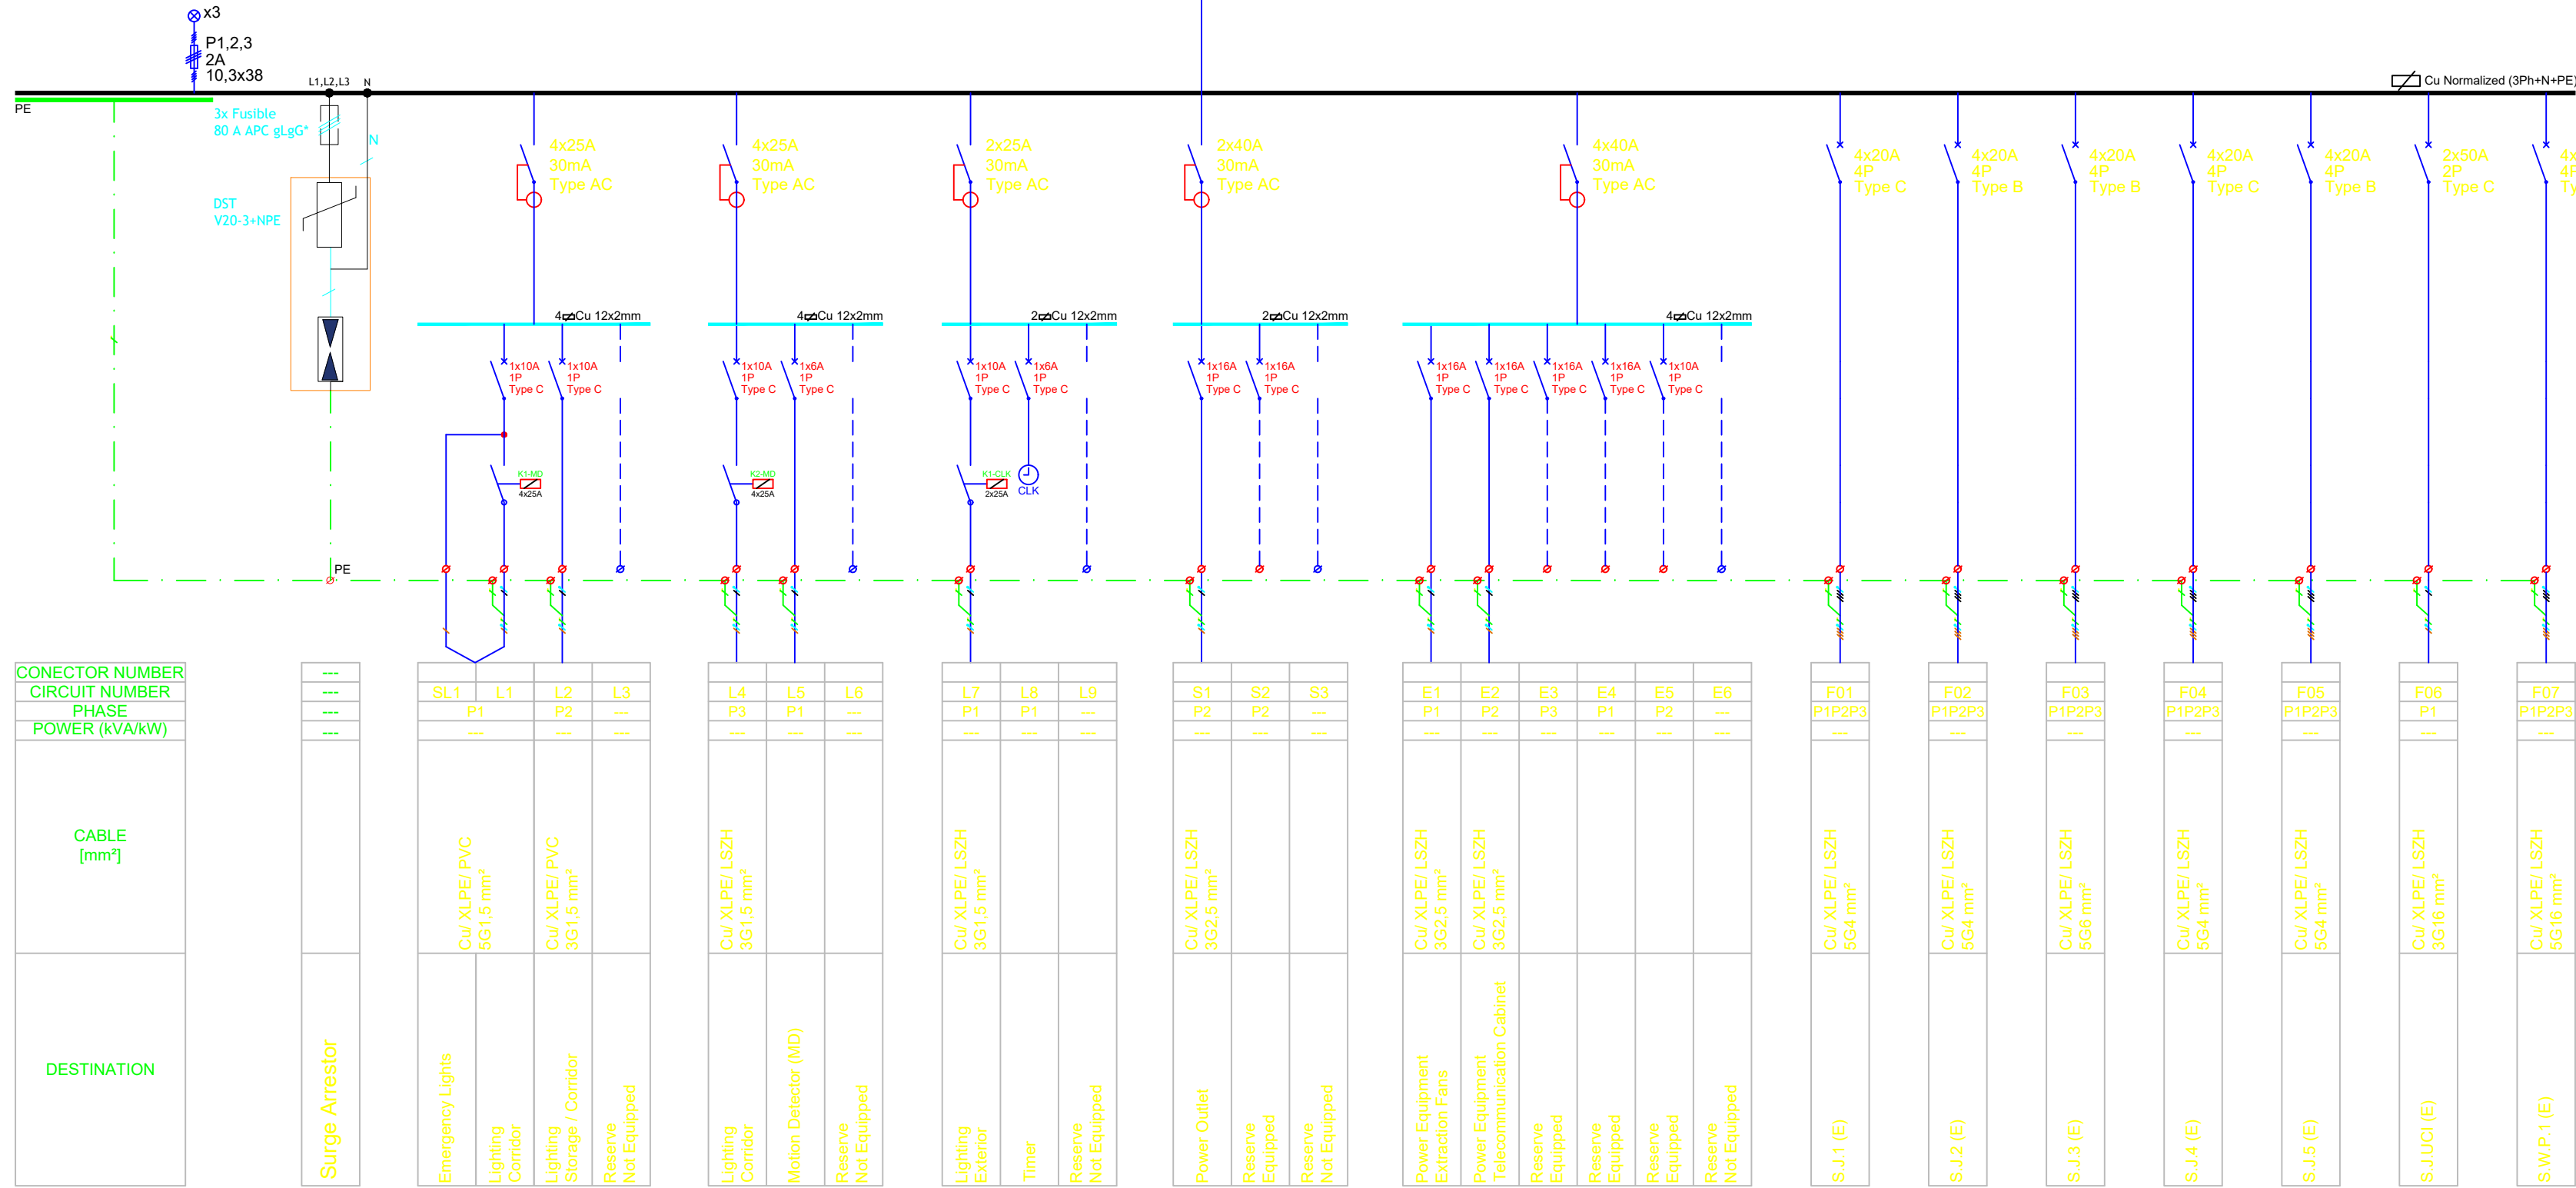 x3
P1,2,3
2A
10,3x38
L1,L2,L3 N
Cu Normalized (3Ph+N+PE)
PE
3x Fusible
80 A APC gLgG*
N
DST
V20-3+NPE
4x25A
30mA
Type AC
4x25A
30mA
Type AC
2x25A
30mA
Type AC
2x40A
30mA
Type AC
4x40A
30mA
Type AC
4x20A
4P
Type C
4x20A
4P
Type B
4x20A
4P
Type B
4x20A
4P
Type C
4x20A
4P
Type B
2x50A
2P
Type C
4 Cu 12x2mm
4 Cu 12x2mm
2 Cu 12x2mm
2 Cu 12x2mm
4 Cu 12x2mm
1x10A
1P
Type C
1x10A
1P
Type C
1x10A
1P
Type C
1x6A
1P
Type C
1x10A
1P
Type C
1x6A
1P
Type C
1x16A
1P
Type C
1x16A
1P
Type C
1x16A
1P
Type C
1x16A
1P
Type C
1x16A
1P
Type C
1x16A
1P
Type C
1x10A
1P
Type C
K1-MD
4x25A
K2-MD
4x25A
K1-CLK
2x25A
CLK
PE
CONECTOR NUMBER ---
CIRCUIT NUMBER --- SL1 L1 L2 L3 L4 L5 L6 L7 L8 L9 S1 S2 S3 E1 E2 E3 E4 E5 E6 F01 F02 F03 F04 F05 F06 F07
PHASE --- P1 P2 --- P3 P1 --- P1 P1 --- P2 P2 --- P1 P2 P3 P1 P2 --- P1P2P3 P1P2P3 P1P2P3 P1P2P3 P1P2P3 P1 P1P2P3
POWER (kVA/kW) --- --- --- --- --- --- --- --- --- --- --- --- --- --- --- --- --- --- --- --- --- --- --- --- --- ---
CABLE
[mm²]
Cu/ XLPE/ PVC
5G1,5 mm²
Cu/ XLPE/ PVC
3G1,5 mm²
Cu/ XLPE/ LSZH
3G1,5 mm²
Cu/ XLPE/ LSZH
3G1,5 mm²
Cu/ XLPE/ LSZH
3G2,5 mm²
Cu/ XLPE/ LSZH
3G2,5 mm²
Cu/ XLPE/ LSZH
3G2,5 mm²
Cu/ XLPE/ LSZH
5G4 mm²
Cu/ XLPE/ LSZH
5G4 mm²
Cu/ XLPE/ LSZH
5G6 mm²
Cu/ XLPE/ LSZH
5G4 mm²
Cu/ XLPE/ LSZH
5G4 mm²
Cu/ XLPE/ LSZH
3G16 mm²
Cu/ XLPE/ LSZH
5G16 mm²
DESTINATION
Surge Arrestor
Emergency Lights
Lighting
Corridor
Lighting
Storage / Corridor
Reserve
Not Equipped
Lighting
Corridor
Motion Detector (MD)
Reserve
Not Equipped
Lighting
Exterior
Timer
Reserve
Not Equipped
Power Outlet
Reserve
Equipped
Reserve
Not Equipped
Power Equipment
Extraction Fans
Power Equipment
Telecommunication Cabinet
Reserve
Equipped
Reserve
Equipped
Reserve
Equipped
Reserve
Not Equipped
S.J.1 (E)
S.J.2 (E)
S.J.3 (E)
S.J.4 (E)
S.J.5 (E)
S.J.UCI (E)
S.W.P.,1 (E)